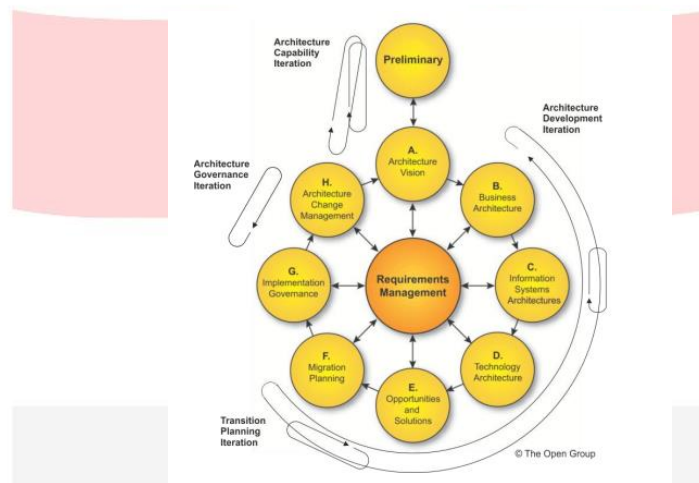 Architecture
Capability
Iteration
Preliminary
Architecture
Development
Iteration
A.
Architecture
Vision
Architecture
Governance
Iteration
H.
Architecture
Change
Management
B.
Business
Architecture
G.
Implementation
Governance
Requirements
Management
C.
Information
Systems
Architectures
F.
Migration
Planning
D.
Technology
Architecture
E.
Opportunities
and
Solutions
Transition
Planning
Iteration
© The Open Group